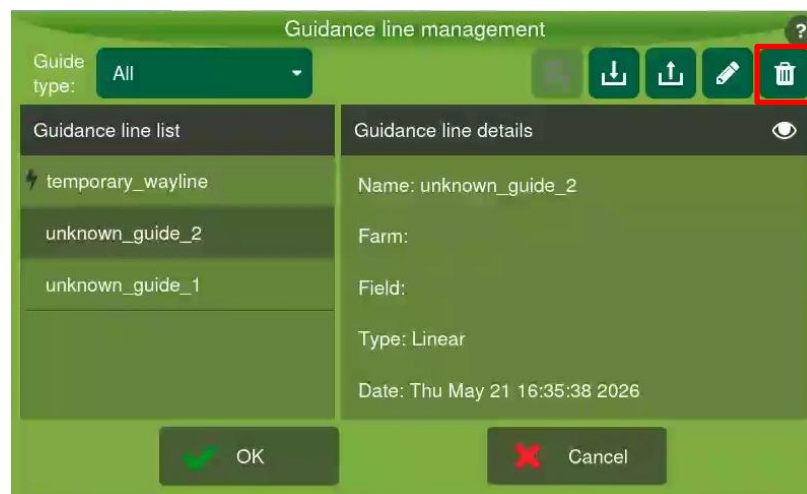 Guidance line management
?
Guide type:
All
Guidance line list
Guidance line details
temporary_wayline
Name: unknown_guide_2
unknown_guide_2
Farm:
unknown_guide_1
Field:
Type: Linear
Date: Thu May 21 16:35:38 2026
OK
Cancel